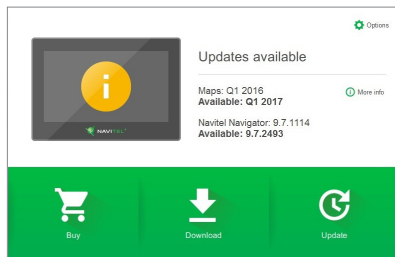 Options
Updates available
Maps: Q1 2016
Available: Q1 2017
More info
Navitel Navigator: 9.7.1114
Available: 9.7.2493
NAVITEL
Buy
Download
Update